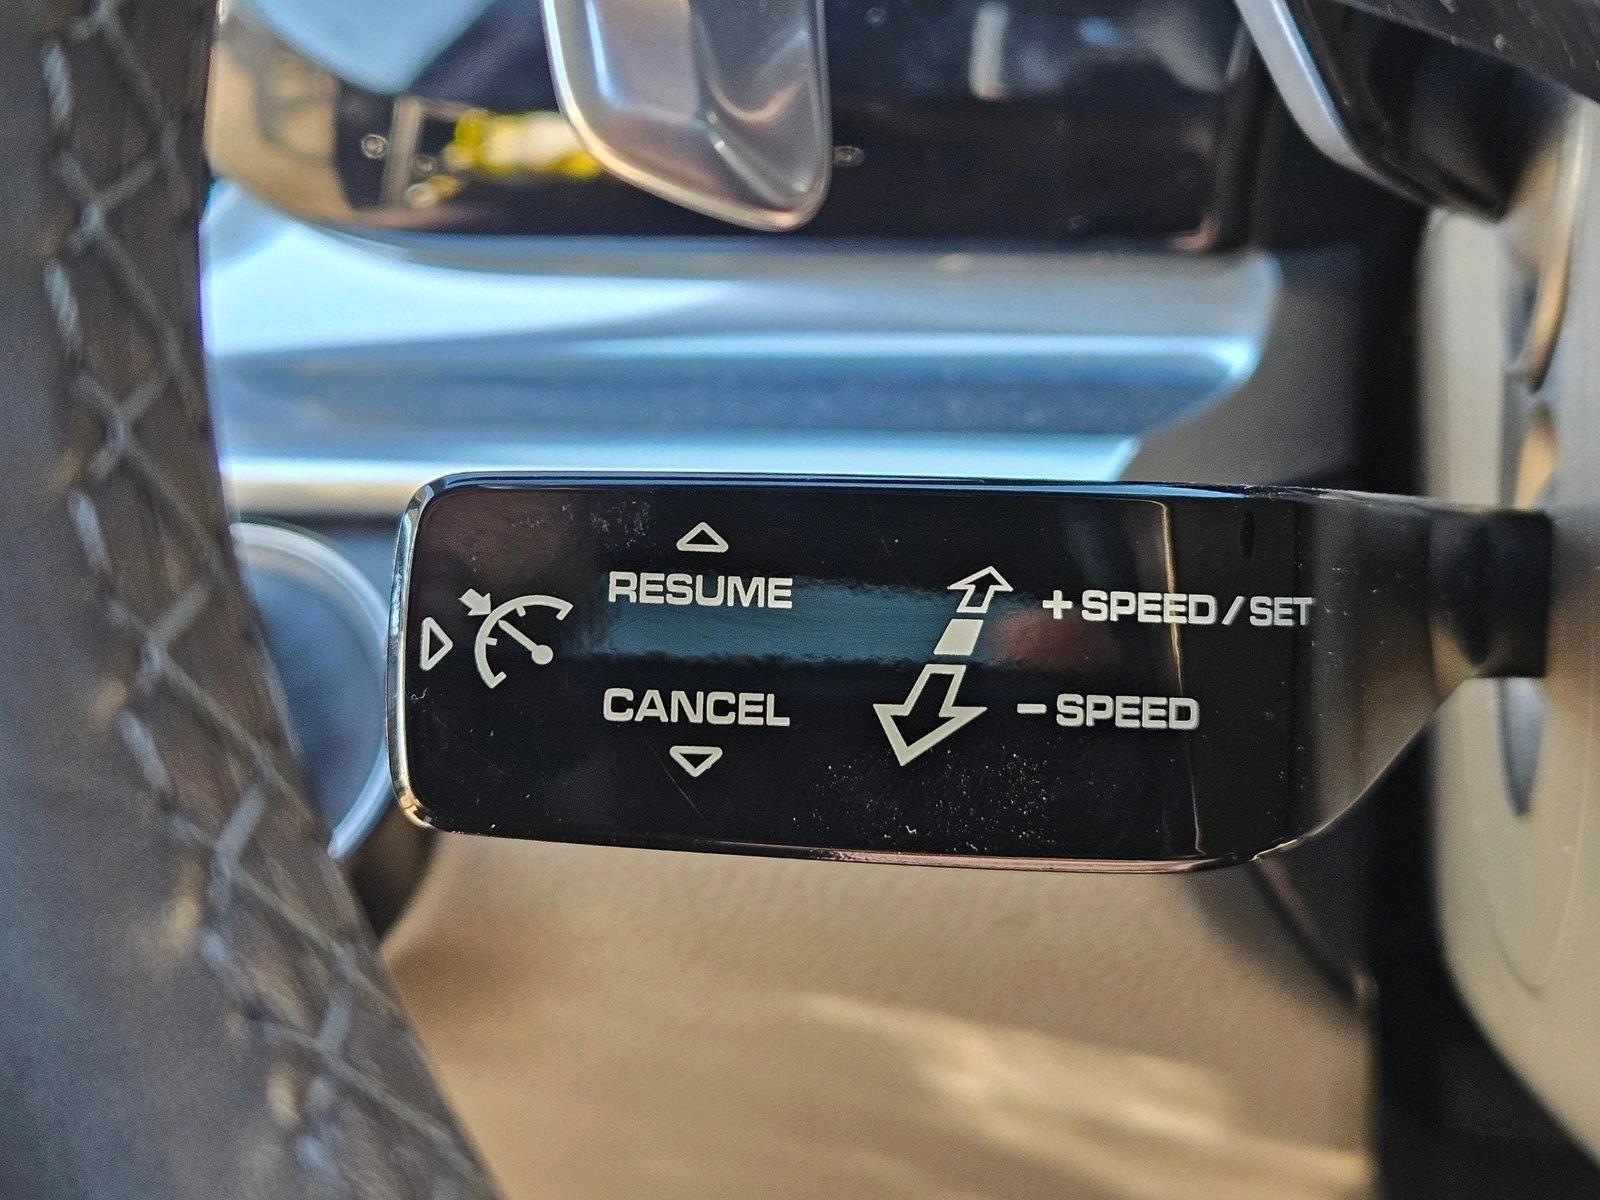 RESUME
+ SPEED / SET
CANCEL
- SPEED